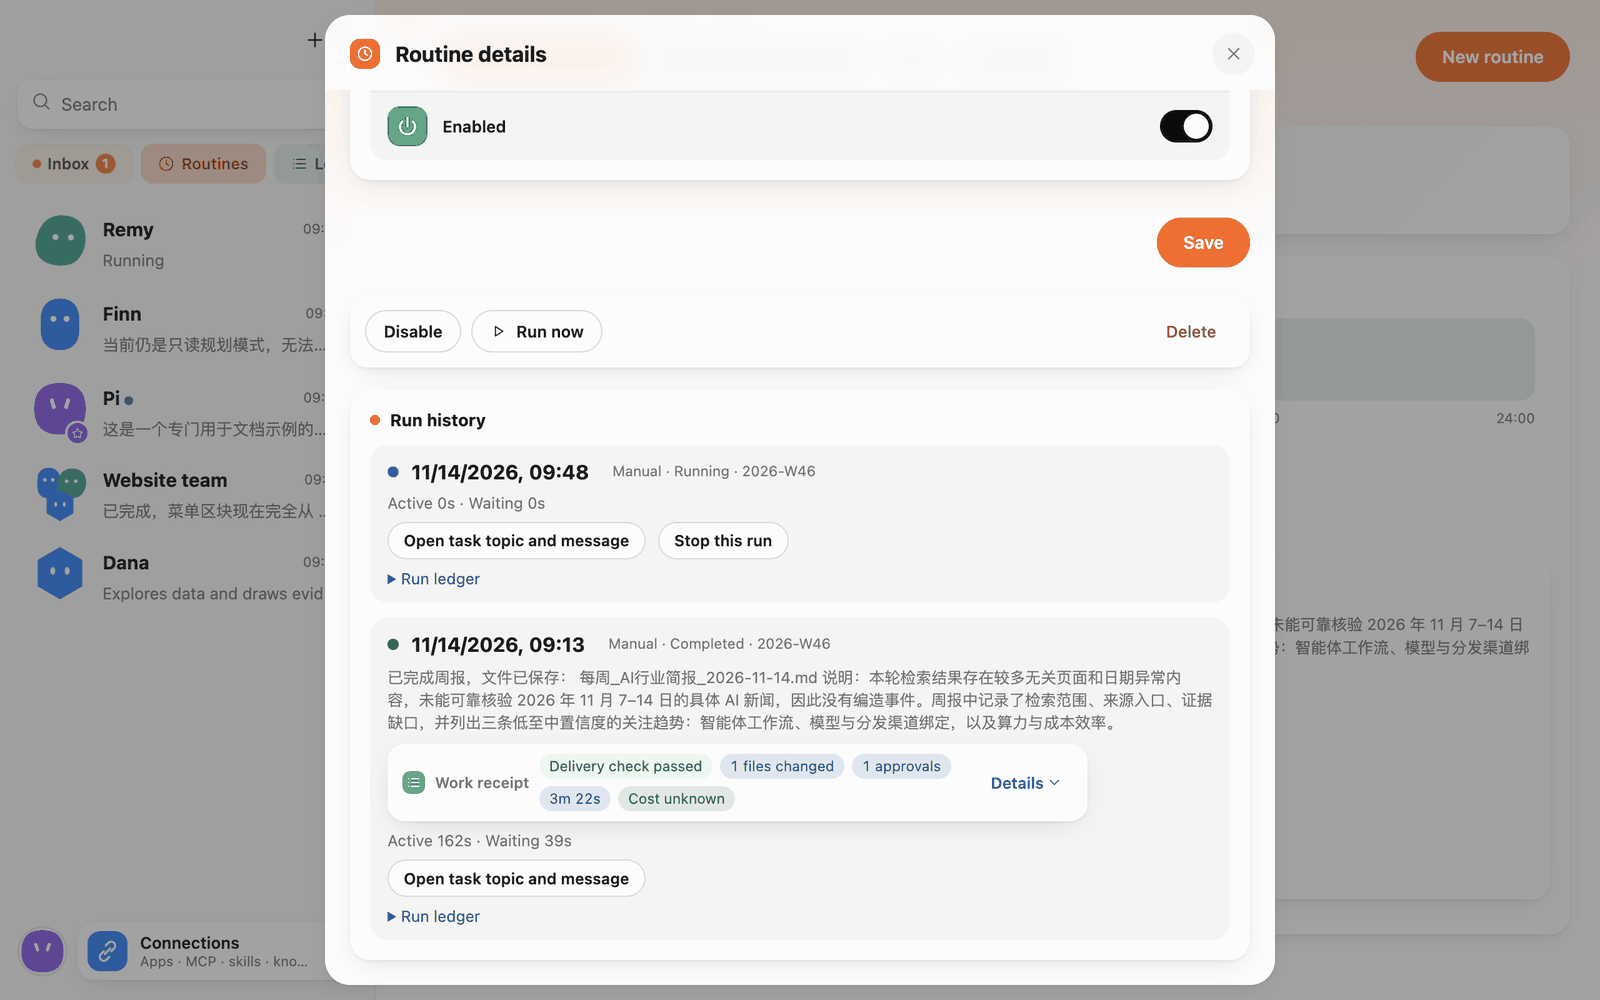 Routine details
New routine
Search
Enabled
Inbox 1
Routines
Remy
09:
Running
Save
Finn
09:
当前仍是只读规划模式，无法...
Disable
Run now
Delete
Pi
09:
这是一个专门用于文档示例的...
24:00
Run history
Website team
09:
已完成，菜单区块现在完全从 ...
11/14/2026, 09:48
Manual · Running · 2026-W46
Active 0s · Waiting 0s
Open task topic and message
Stop this run
Run ledger
Dana
09:
Explores data and draws evid
11/14/2026, 09:13
Manual · Completed · 2026-W46
已完成周报，文件已保存： 每周_AI行业简报_2026-11-14.md 说明：本轮检索结果存在较多无关页面和日期异常内
容，未能可靠核验 2026 年 11 月 7–14 日的具体 AI 新闻，因此没有编造事件。周报中记录了检索范围、来源入口、证据
缺口，并列出三条低至中置信度的关注趋势：智能体工作流、模型与分发渠道绑定，以及算力与成本效率。
未能可靠核验 2026 年 11 月 7–14 日
：智能体工作流、模型与分发渠道绑
Work receipt
Delivery check passed
1 files changed
1 approvals
3m 22s
Cost unknown
Details
Active 162s · Waiting 39s
Open task topic and message
Run ledger
Connections
Apps · MCP · skills · kno...